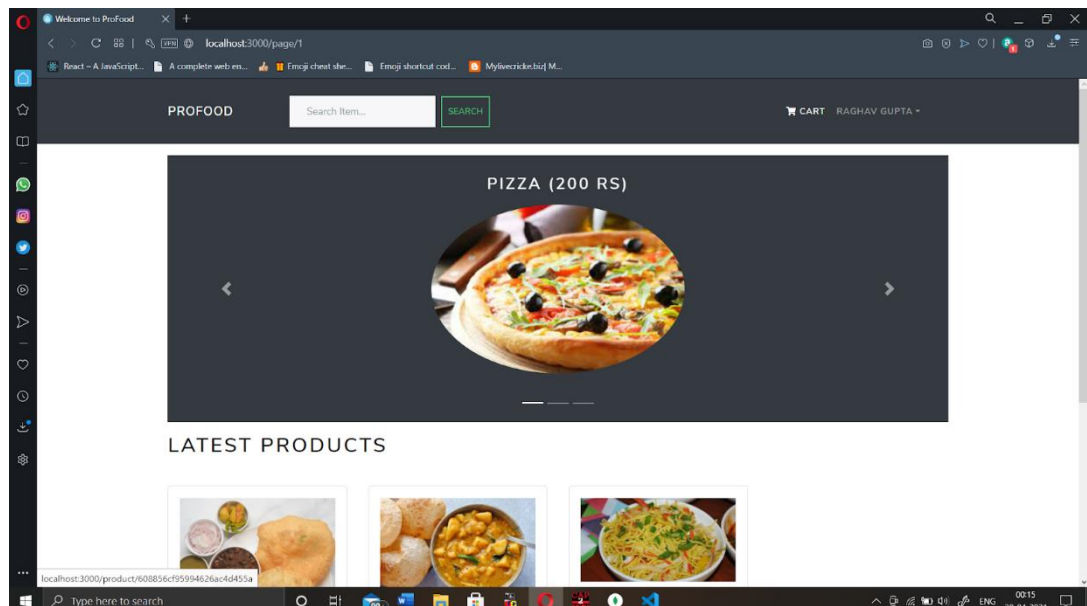 Welcome to ProFood
VPN localhost:3000/page/1
React – A JavaScript... A complete web en... Emoji cheat she... Emoji shortcut cod... Mylivecricke.biz| M...
PROFOOD Search Item... SEARCH CART RAGHAV GUPTA
PIZZA (200 RS)
LATEST PRODUCTS
localhost:3000/product/608856cf95994626ac4d455a
Type here to search ENG 00:15